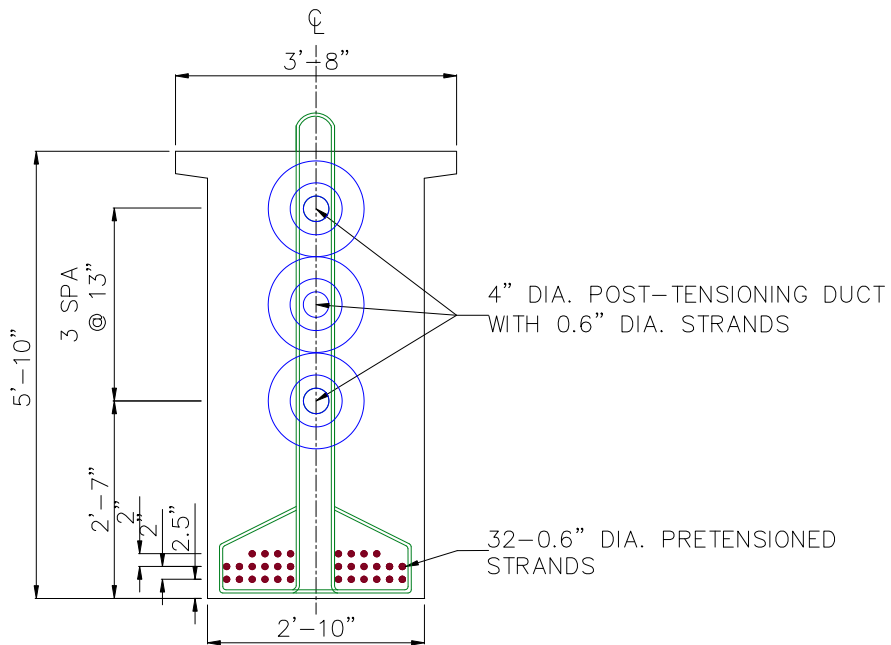 ℄
3'-8"
3 SPA
@ 13"
4" DIA. POST-TENSIONING DUCT
WITH 0.6" DIA. STRANDS
5'-10"
2'-7"
2"
2"
2.5"
32-0.6" DIA. PRETENSIONED
STRANDS
2'-10"